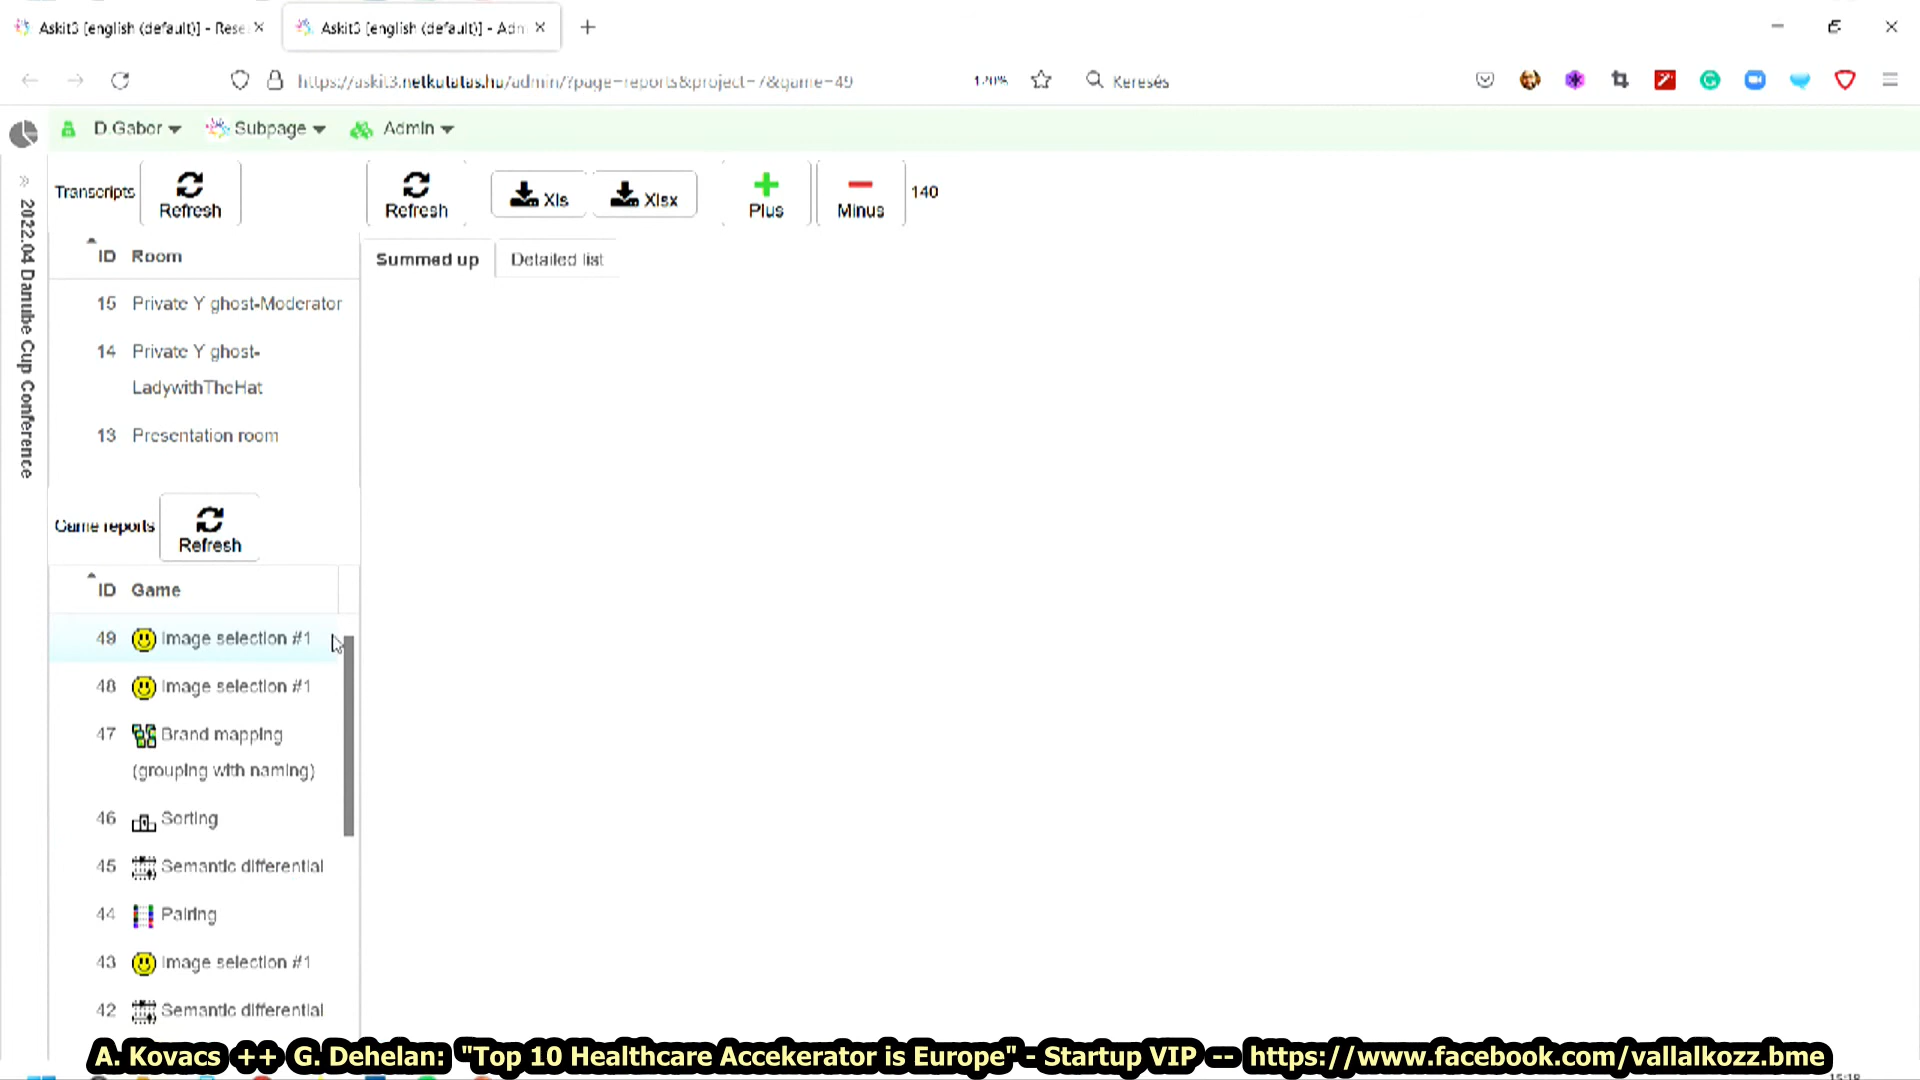 Askit3 [english (default)] - Rese
Askit3 [english (default)] - Adn
https://askit3.netkutatas.hu/admin/?page=reports&project=7&game=49
120%
Keresés
D.Gabor
Subpage
Admin
Transcripts
Refresh
Refresh
Xls
Xlsx
Plus
Minus
140
Summed up
Detailed list
2022.04 Danube Cup Conference
ID Room
15 Private Y ghost-Moderator
14 Private Y ghost-
LadywithTheHat
13 Presentation room
Game reports
Refresh
ID Game
49 Image selection #1
48 Image selection #1
47 Brand mapping
(grouping with naming)
46 Sorting
45 Semantic differential
44 Pairing
43 Image selection #1
42 Semantic differential
A. Kovacs ++ G. Dehelan: "Top 10 Healthcare Accekerator is Europe" - Startup VIP -- https://www.facebook.com/vallalkozz.bme